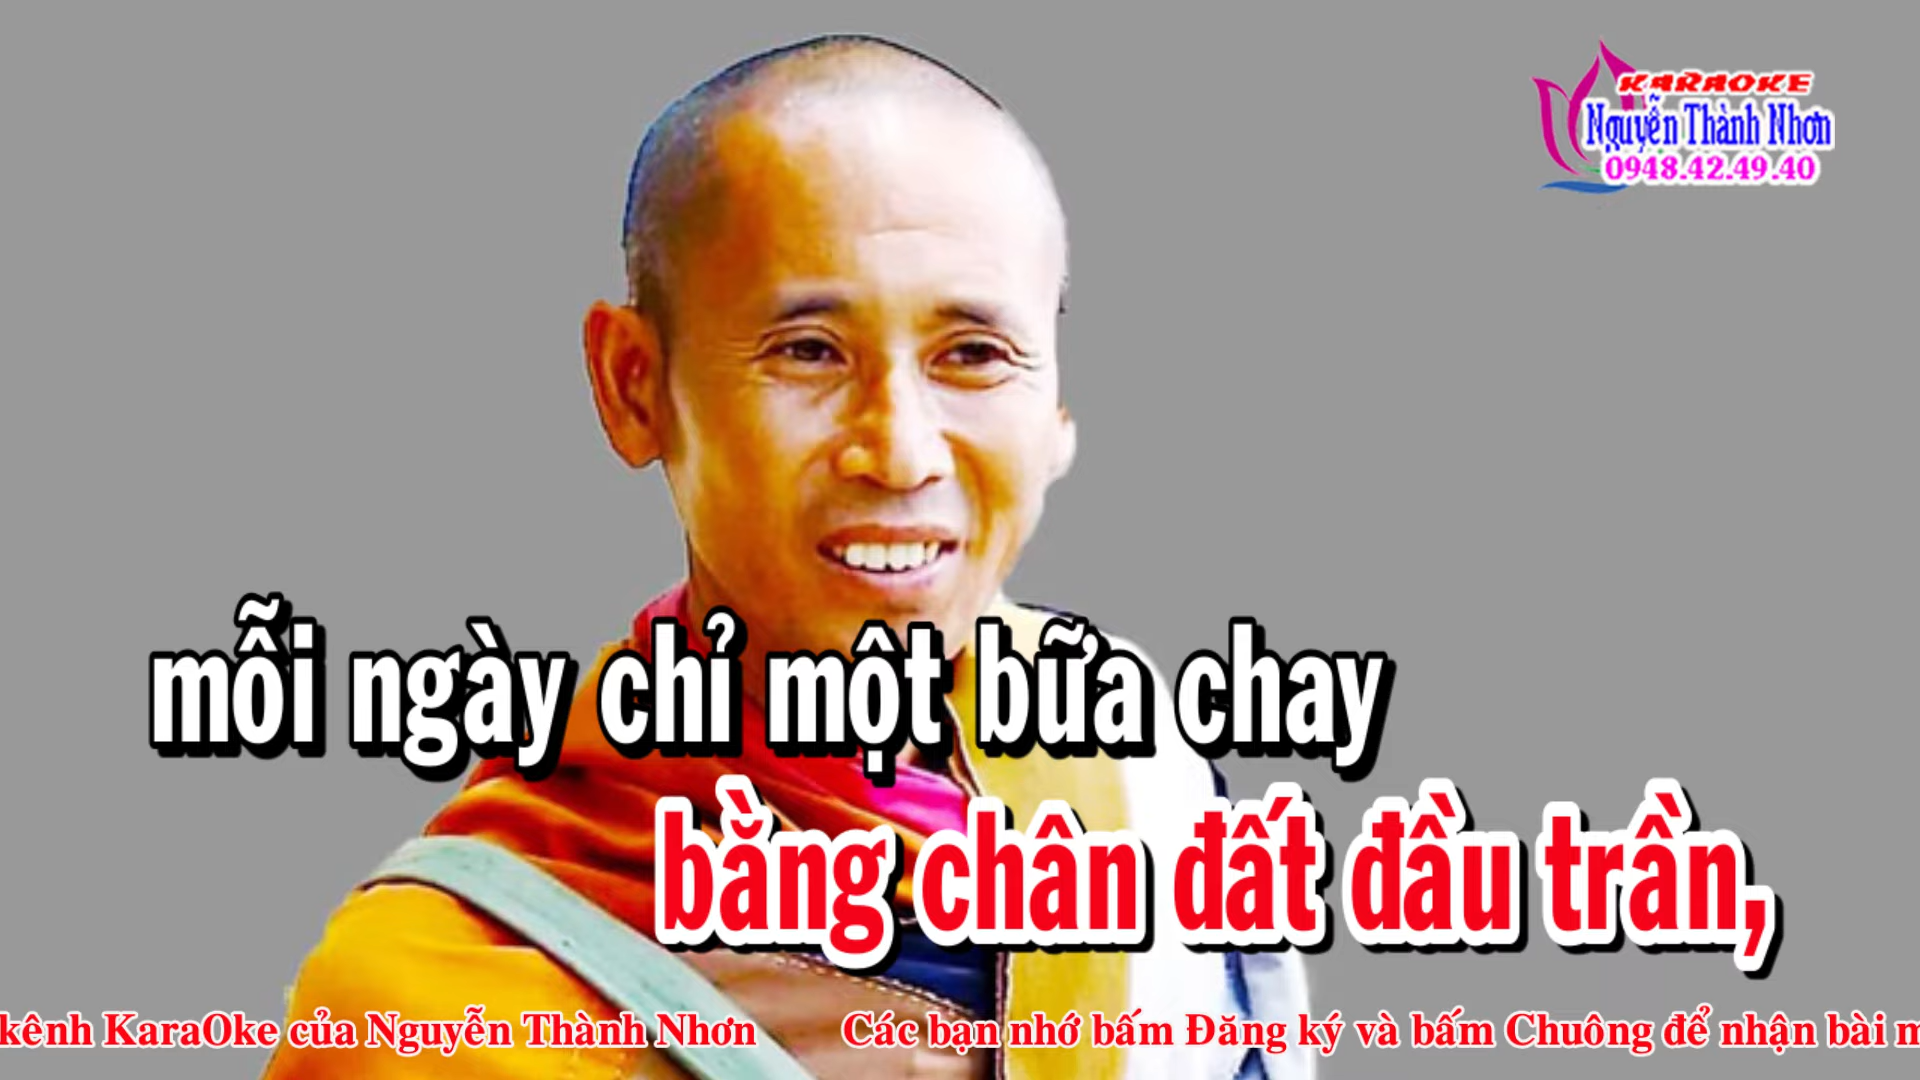 KARAOKE
Nguyễn Thành Nhơn
0948.42.49.40
mỗi ngày chỉ một bữa chay
bằng chân đất đầu trần,
kênh KaraOke của Nguyễn Thành Nhơn Các bạn nhớ bấm Đăng ký và bấm Chuông để nhận bài m